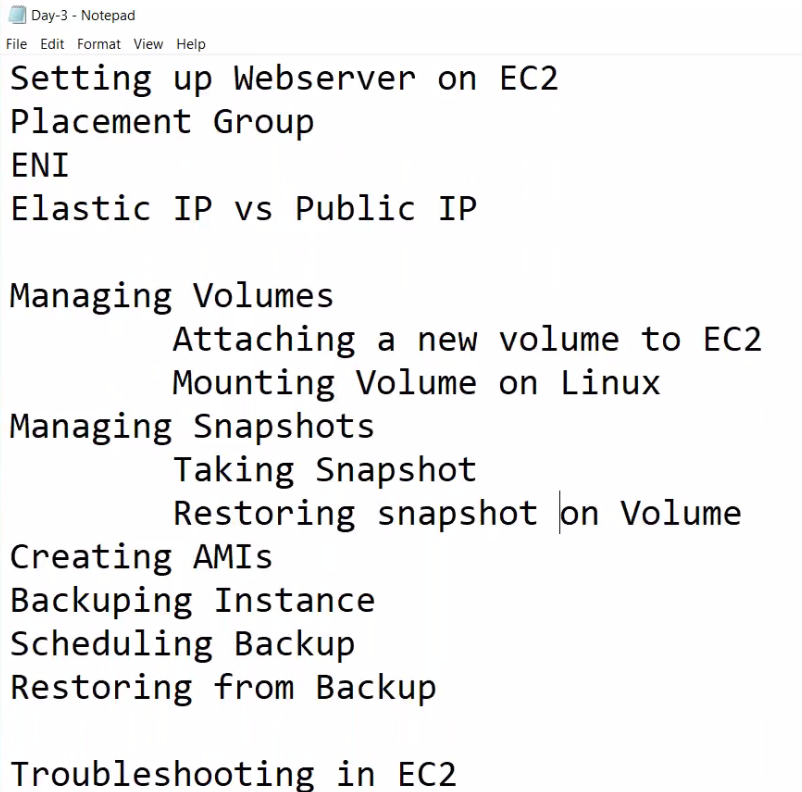 Day-3 - Notepad
File Edit Format View Help
Setting up Webserver on EC2
Placement Group
ENI
Elastic IP vs Public IP
Managing Volumes
Attaching a new volume to EC2
Mounting Volume on Linux
Managing Snapshots
Taking Snapshot
Restoring snapshot on Volume
Creating AMIs
Backuping Instance
Scheduling Backup
Restoring from Backup
Troubleshooting in EC2